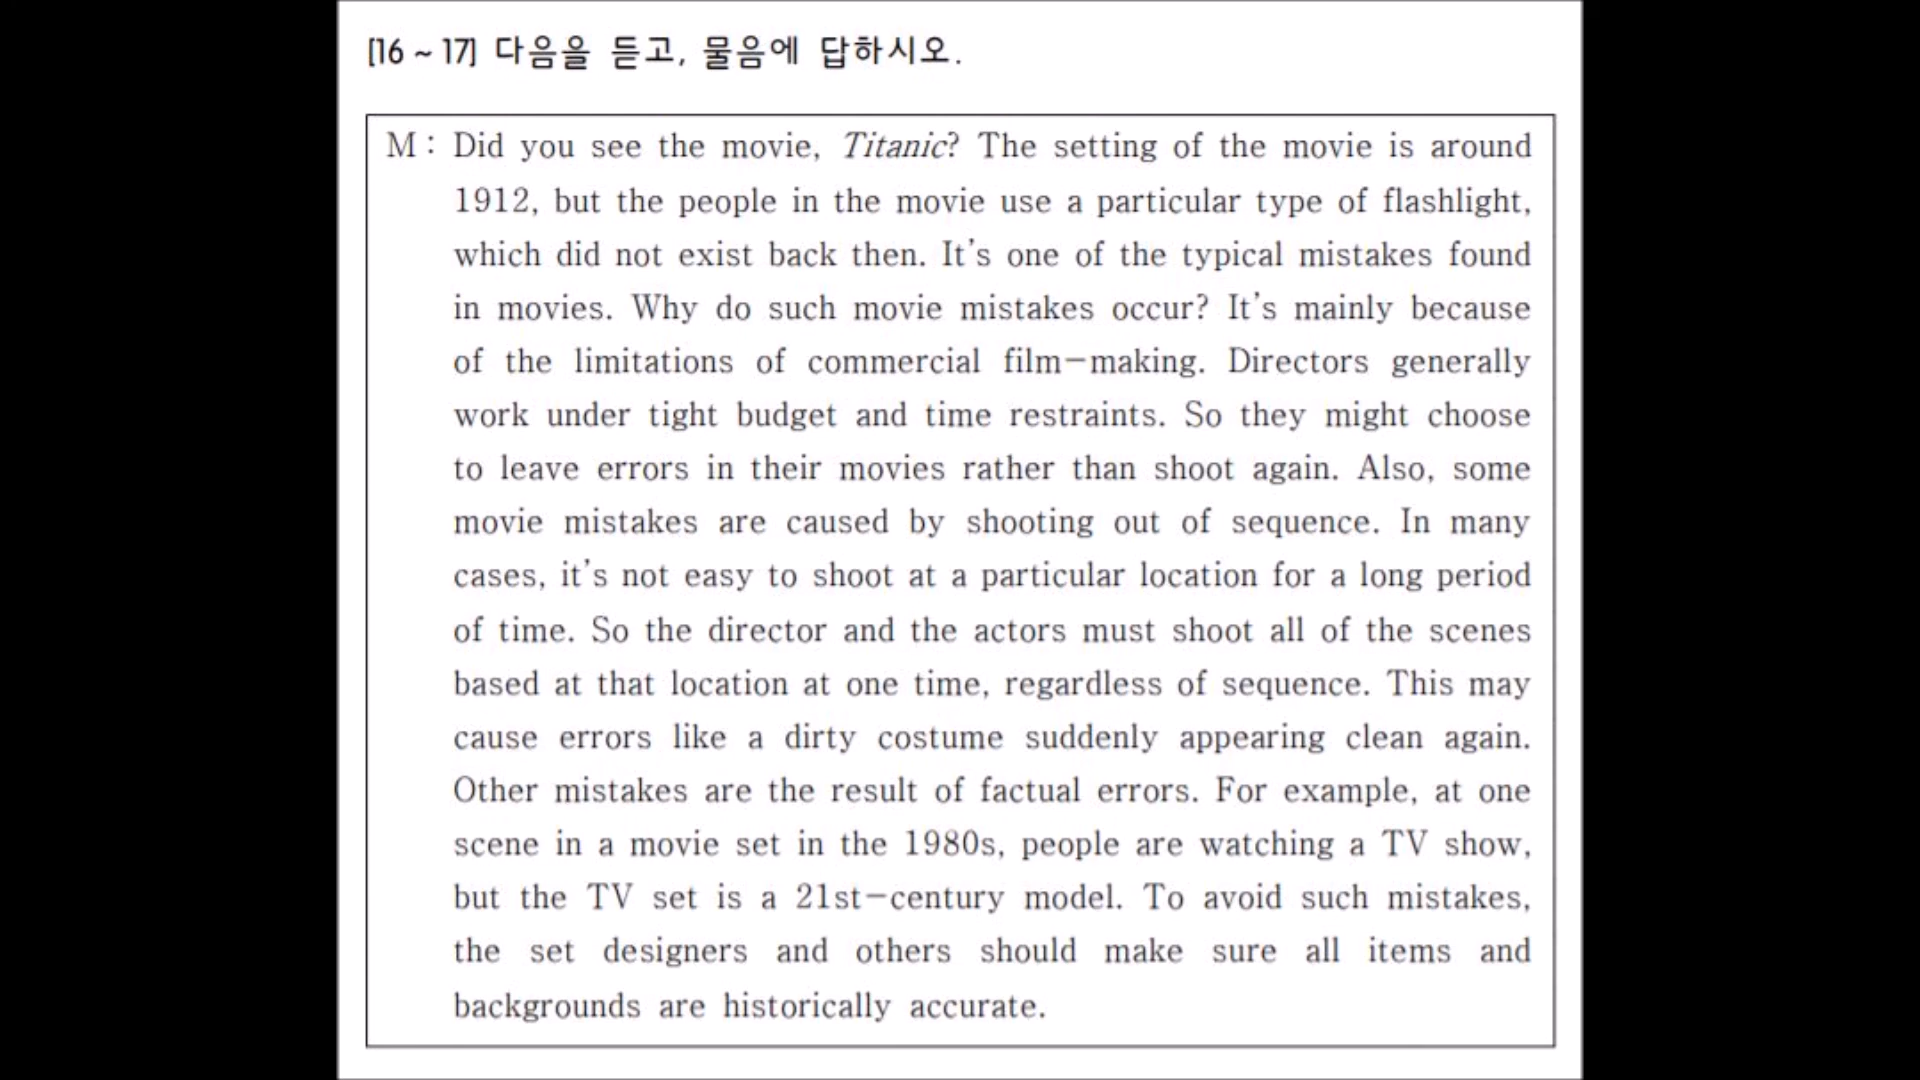 [16 ~ 17] 다음을 듣고, 물음에 답하시오.
M : Did you see the movie, Titanic? The setting of the movie is around
1912, but the people in the movie use a particular type of flashlight,
which did not exist back then. It's one of the typical mistakes found
in movies. Why do such movie mistakes occur? It's mainly because
of the limitations of commercial film-making. Directors generally
work under tight budget and time restraints. So they might choose
to leave errors in their movies rather than shoot again. Also, some
movie mistakes are caused by shooting out of sequence. In many
cases, it's not easy to shoot at a particular location for a long period
of time. So the director and the actors must shoot all of the scenes
based at that location at one time, regardless of sequence. This may
cause errors like a dirty costume suddenly appearing clean again.
Other mistakes are the result of factual errors. For example, at one
scene in a movie set in the 1980s, people are watching a TV show,
but the TV set is a 21st-century model. To avoid such mistakes,
the set designers and others should make sure all items and
backgrounds are historically accurate.